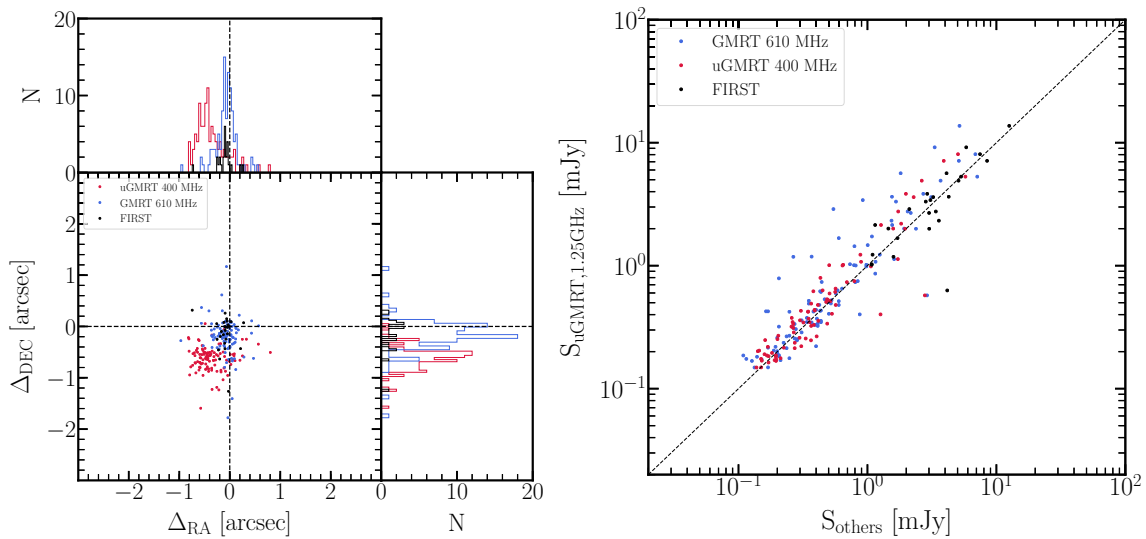 20
10
0
N
uGMRT 400 MHz
GMRT 610 MHz
FIRST
2
1
0
−1
−2
Δ_DEC [arcsec]
−2 −1 0 1 2
0 10 20
Δ_RA [arcsec]
N
GMRT 610 MHz
uGMRT 400 MHz
FIRST
10^2
10^1
10^0
10^−1
S_uGMRT,1.25GHz [mJy]
10^−1 10^0 10^1 10^2
S_others [mJy]